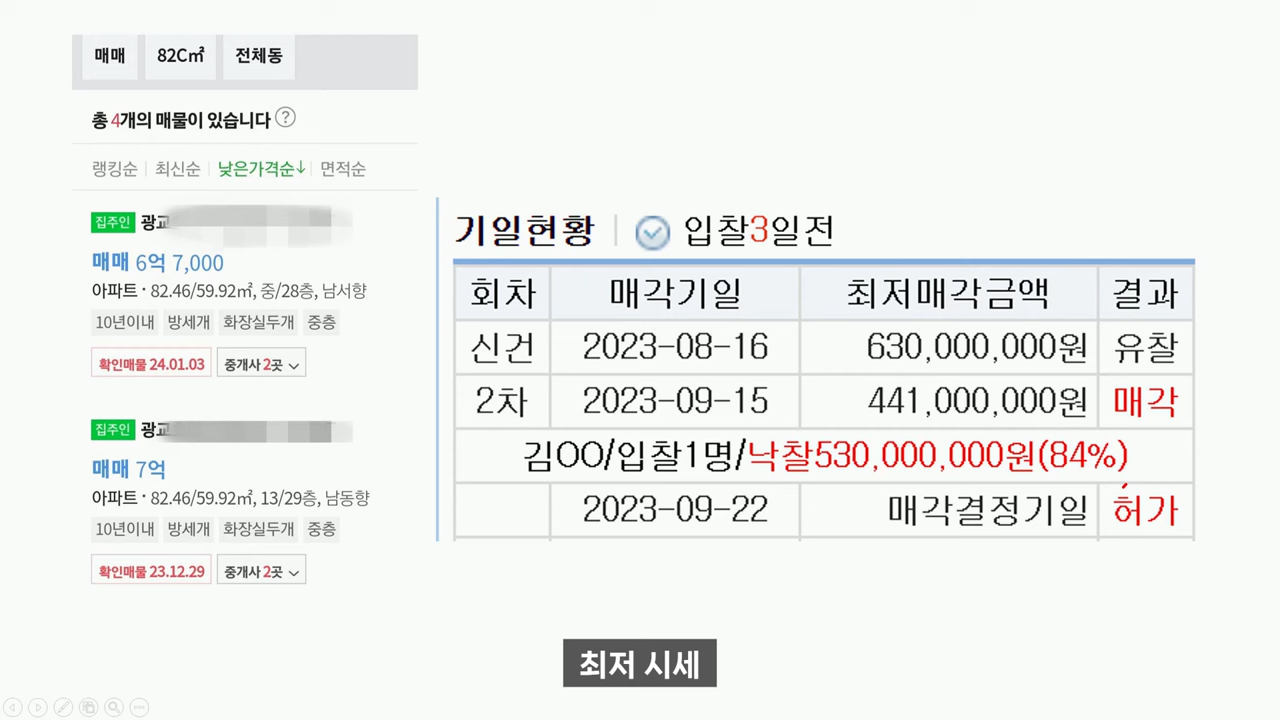 매매 82C㎡ 전체동
총 4개의 매물이 있습니다 ?
랭킹순 최신순 낮은가격순↓ 면적순
집주인 광교
매매 6억 7,000
아파트 · 82.46/59.92㎡, 중/28층, 남서향
10년이내 방세개 화장실두개 중층
확인매물 24.01.03 중개사 2곳
집주인 광교
매매 7억
아파트 · 82.46/59.92㎡, 13/29층, 남동향
10년이내 방세개 화장실두개 중층
확인매물 23.12.29 중개사 2곳
기일현황 입찰3일전
회차 매각기일 최저매각금액 결과
신건 2023-08-16 630,000,000원 유찰
2차 2023-09-15 441,000,000원 매각
김OO/입찰1명/낙찰530,000,000원(84%)
2023-09-22 매각결정기일 허가
최저 시세